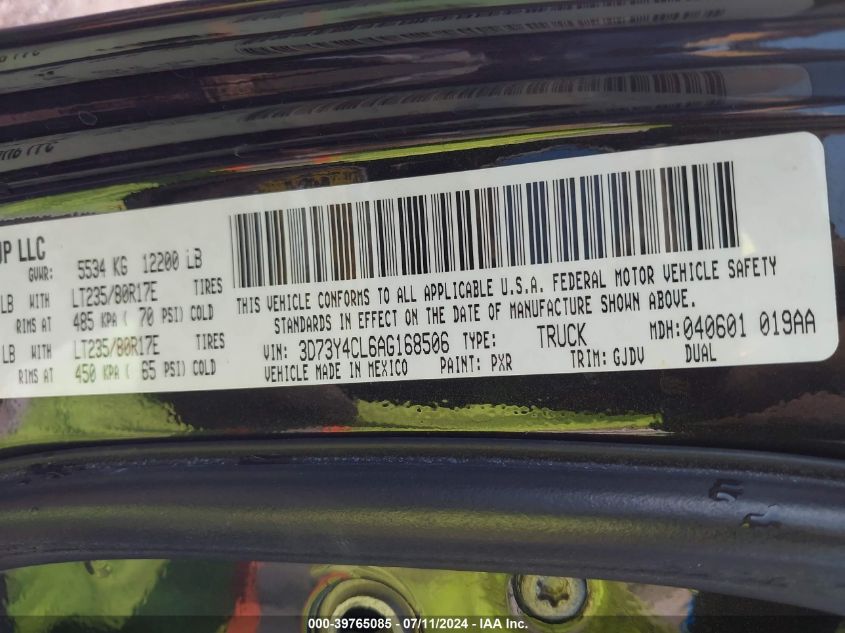 UP LLC
GVWR: 5534 KG 12200 LB
LB WITH LT235/80R17E TIRES
RIMS AT 485 KPA ( 70 PSI) COLD
LB WITH LT235/80R17E TIRES
RIMS AT 450 KPA ( 65 PSI) COLD
THIS VEHICLE CONFORMS TO ALL APPLICABLE U.S.A. FEDERAL MOTOR VEHICLE SAFETY
STANDARDS IN EFFECT ON THE DATE OF MANUFACTURE SHOWN ABOVE.
VIN: 3D73Y4CL6AG168506 TYPE: TRUCK MDH: 040601 019AA
VEHICLE MADE IN MEXICO PAINT: PXR TRIM: GJDV DUAL
000-39765085 - 07/11/2024 - IAA Inc.